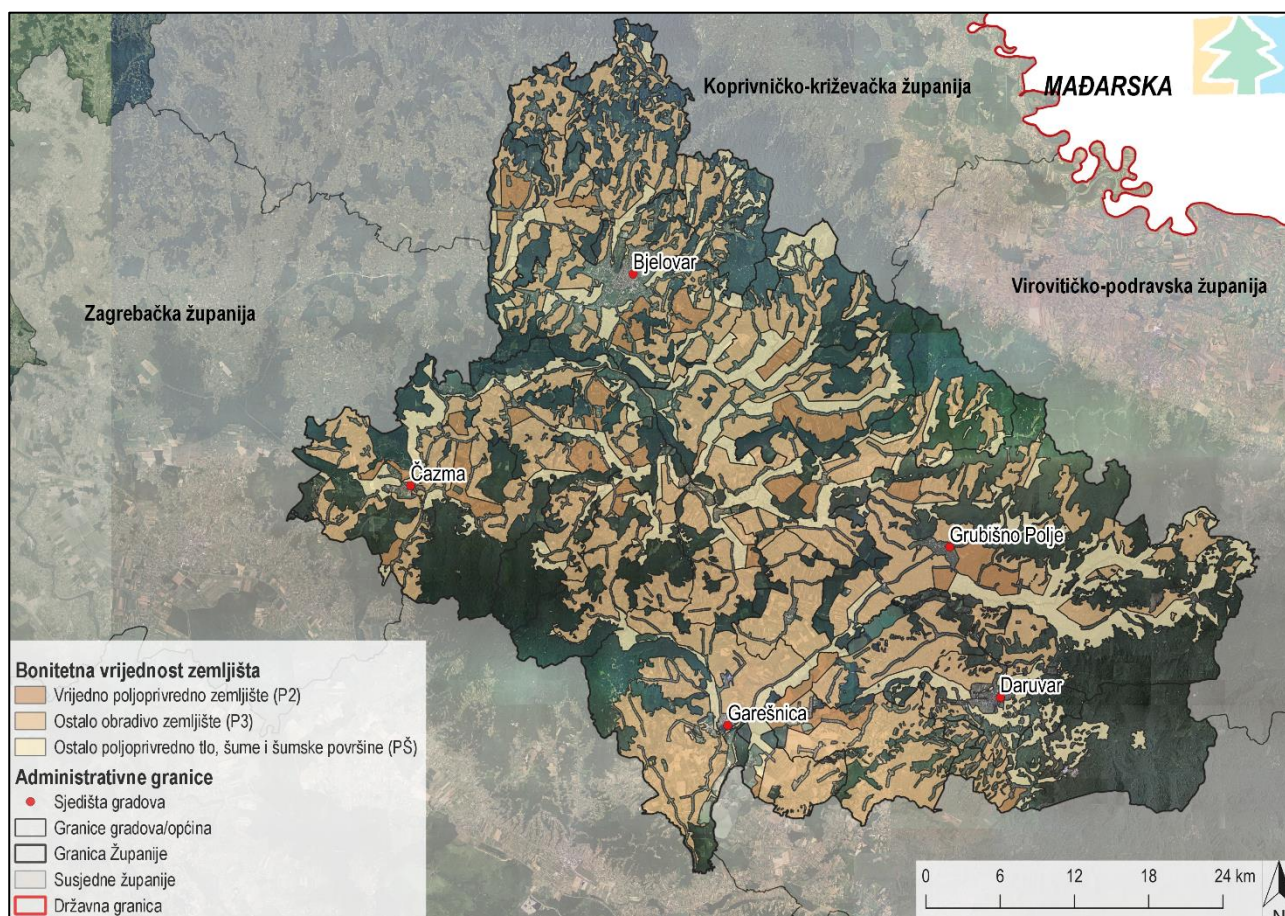 Koprivničko-križevačka županija
MAĐARSKA
Bjelovar
Virovitičko-podravska županija
Zagrebačka županija
Čazma
Grubišno Polje
Daruvar
Garešnica
Bonitetna vrijednost zemljišta
Vrijedno poljoprivredno zemljište (P2)
Ostalo obradivo zemljište (P3)
Ostalo poljoprivredno tlo, šume i šumske površine (PŠ)
Administrativne granice
Sjedišta gradova
Granice gradova/općina
Granica Županije
Susjedne županije
Državna granica
0 6 12 18 24 km
N